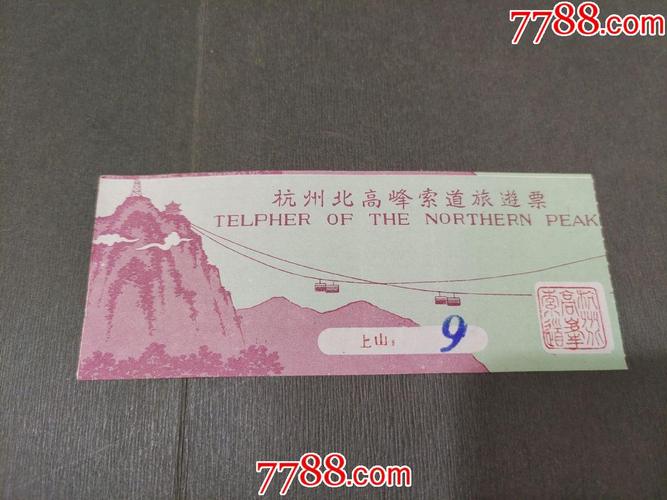 7788.com
杭州北高峰索道旅遊票
TELPHER OF THE NORTHERN PEAK
上山: 9
杭州
高峯
索道
7788.com